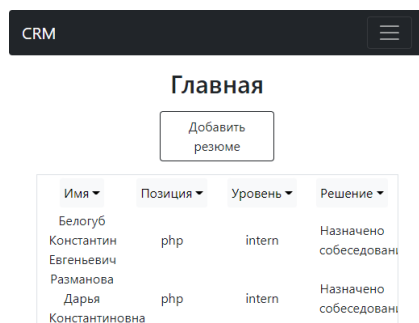 CRM
Главная
Добавить
резюме
Имя Позиция Уровень Решение
Белогуб
Константин
Евгеньевич
php intern
Назначено
собеседовани
Разманова
Дарья
Константиновна
php intern
Назначено
собеседовани